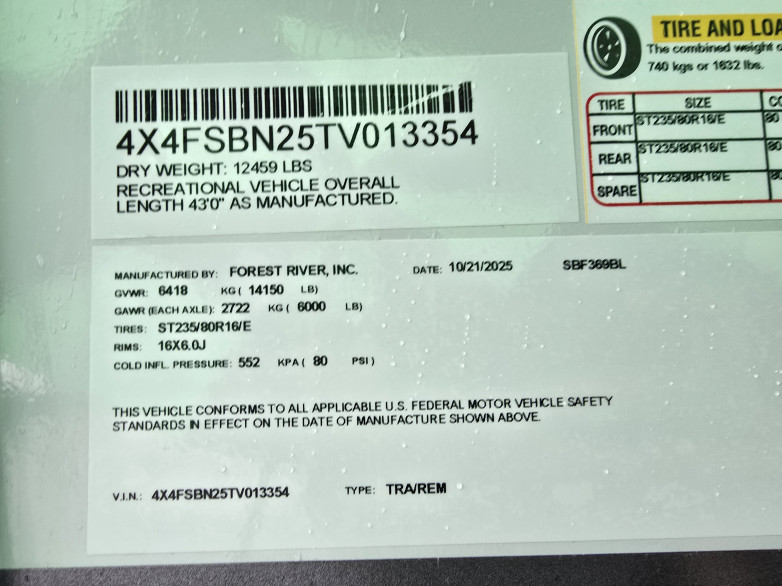 4X4FSBN25TV013354
DRY WEIGHT: 12459 LBS
RECREATIONAL VEHICLE OVERALL
LENGTH 43'0" AS MANUFACTURED.
TIRE AND
The combined weight
740 kgs or 1632 lbs.
TIRE SIZE
FRONT ST235/80R16/E 80
REAR ST235/80R16/E 80
SPARE ST235/80R16/E 80
MANUFACTURED BY: FOREST RIVER, INC. DATE: 10/21/2025 SBF369BL
GVWR: 6418 KG ( 14150 LB)
GAWR (EACH AXLE): 2722 KG ( 6000 LB)
TIRES: ST235/80R16/E
RIMS: 16X6.0J
COLD INFL. PRESSURE: 552 KPA ( 80 PSI )
THIS VEHICLE CONFORMS TO ALL APPLICABLE U.S. FEDERAL MOTOR VEHICLE SAFETY
STANDARDS IN EFFECT ON THE DATE OF MANUFACTURE SHOWN ABOVE.
V.I.N.: 4X4FSBN25TV013354 TYPE: TRA/REM